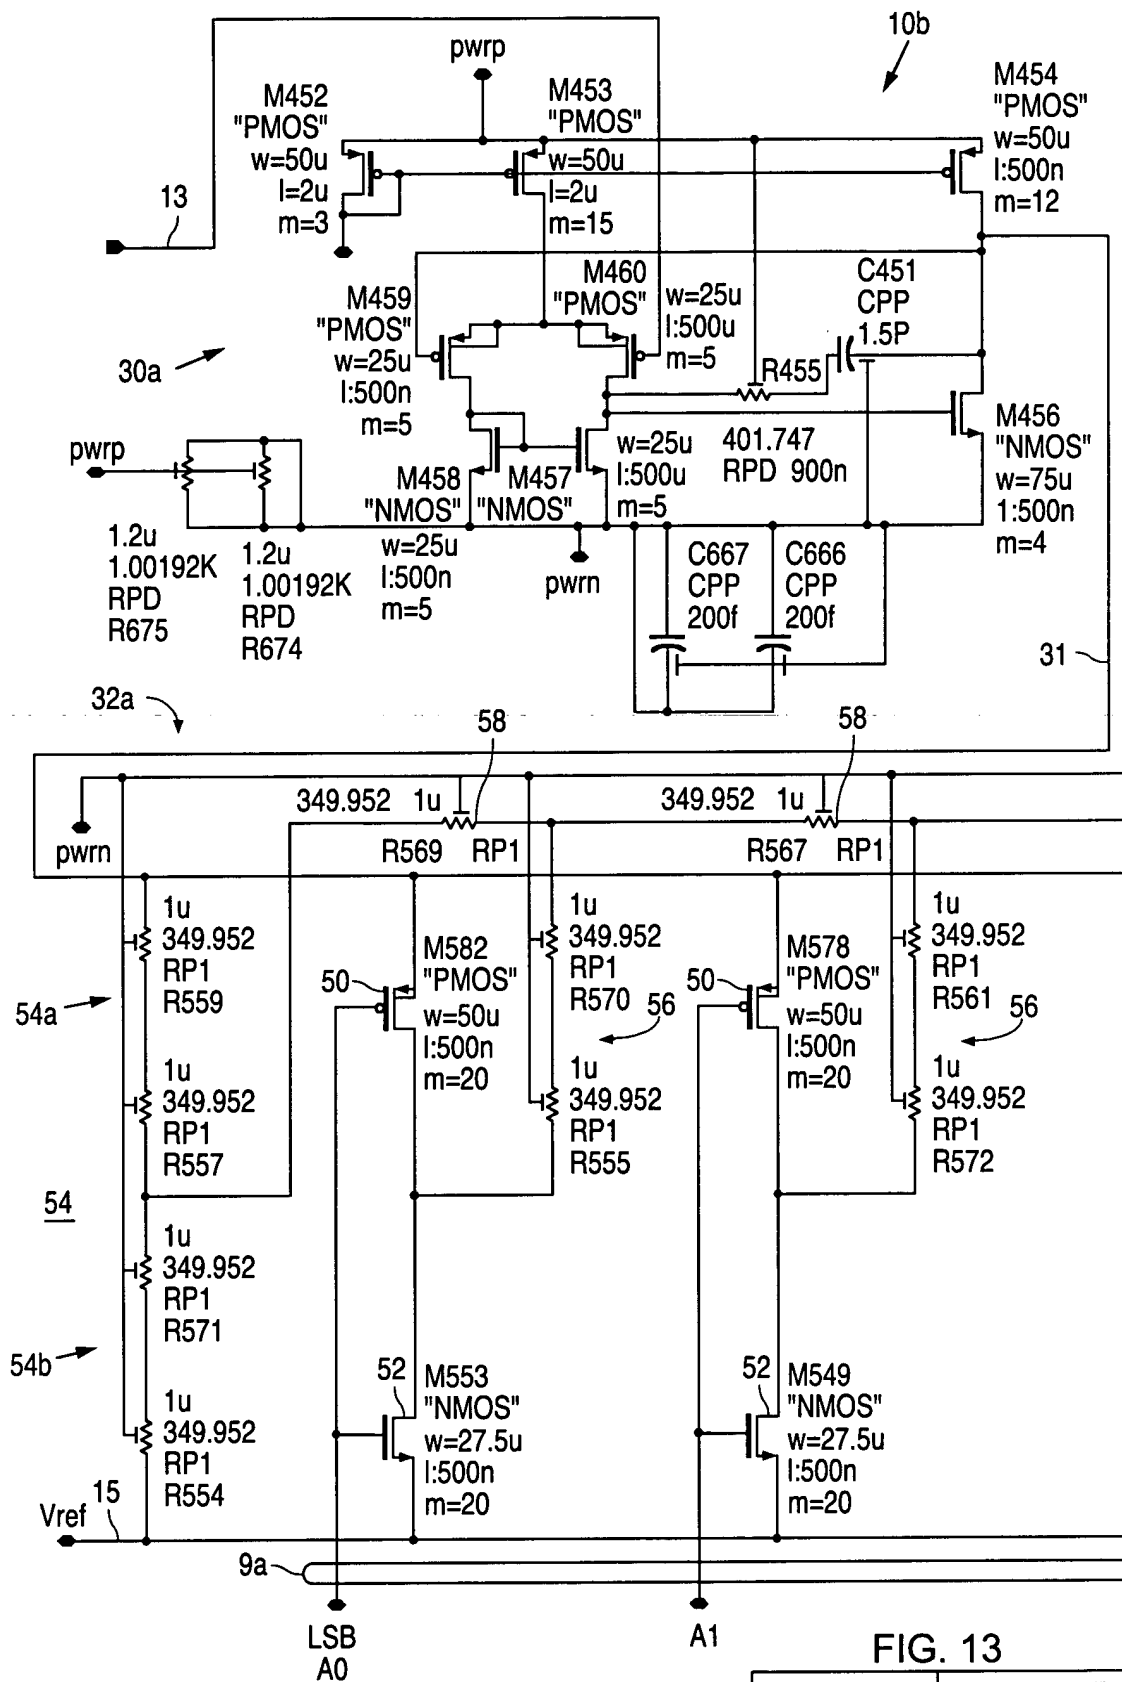 10b
pwrp
M452
"PMOS"
w=50u
l=2u
m=3
M453
"PMOS"
w=50u
l=2u
m=15
M454
"PMOS"
w=50u
l:500n
m=12
13
M459
"PMOS"
w=25u
l:500n
m=5
M460
"PMOS"
w=25u
l:500u
m=5
C451
CPP
1.5P
30a
R455
401.747
RPD 900n
M456
"NMOS"
w=75u
1:500n
m=4
pwrp
M458
"NMOS"
w=25u
l:500n
m=5
M457
"NMOS"
w=25u
l:500u
m=5
1.2u
1.00192K
RPD
R675
1.2u
1.00192K
RPD
R674
pwrn
C667
CPP
200f
C666
CPP
200f
31
32a
58
58
349.952 1u
R569 RP1
349.952 1u
R567 RP1
pwrn
1u
349.952
RP1
R559
54a
50
M582
"PMOS"
w=50u
l:500n
m=20
1u
349.952
RP1
R570
56
50
M578
"PMOS"
w=50u
l:500n
m=20
1u
349.952
RP1
R561
56
1u
349.952
RP1
R557
1u
349.952
RP1
R555
1u
349.952
RP1
R572
54
1u
349.952
RP1
R571
54b
52
M553
"NMOS"
w=27.5u
l:500n
m=20
52
M549
"NMOS"
w=27.5u
l:500n
m=20
1u
349.952
RP1
R554
Vref
15
9a
LSB
A0
A1
FIG. 13